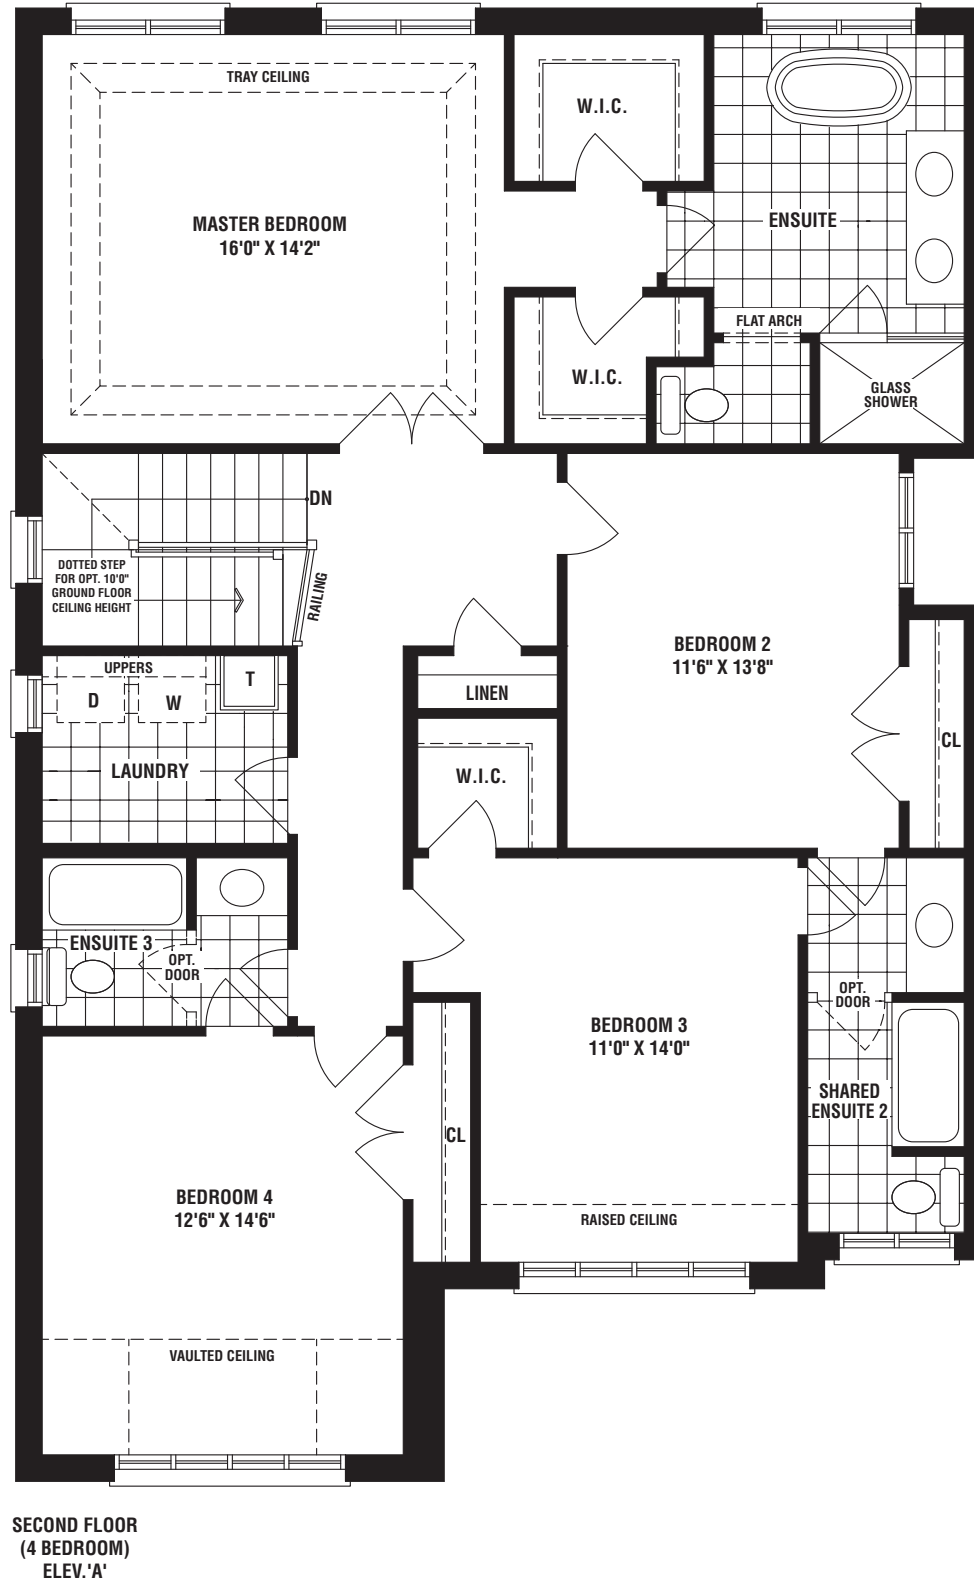 TRAY CEILING
W.I.C.
MASTER BEDROOM
16'0" X 14'2"
ENSUITE
FLAT ARCH
W.I.C.
GLASS
SHOWER
DN
DOTTED STEP
FOR OPT. 10'0"
GROUND FLOOR
CEILING HEIGHT
RAILING
BEDROOM 2
11'6" X 13'8"
UPPERS
D
W
T
LINEN
LAUNDRY
W.I.C.
CL
ENSUITE 3
OPT.
DOOR
OPT.
DOOR
BEDROOM 3
11'0" X 14'0"
SHARED
ENSUITE 2
CL
BEDROOM 4
12'6" X 14'6"
RAISED CEILING
VAULTED CEILING
SECOND FLOOR
(4 BEDROOM)
ELEV.'A'